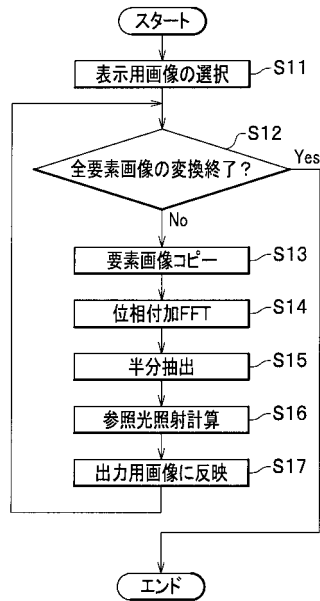 スタート
表示用画像の選択
S11
S12
全要素画像の変換終了？
Yes
No
要素画像コピー
S13
位相付加FFT
S14
半分抽出
S15
参照光照射計算
S16
出力用画像に反映
S17
エンド